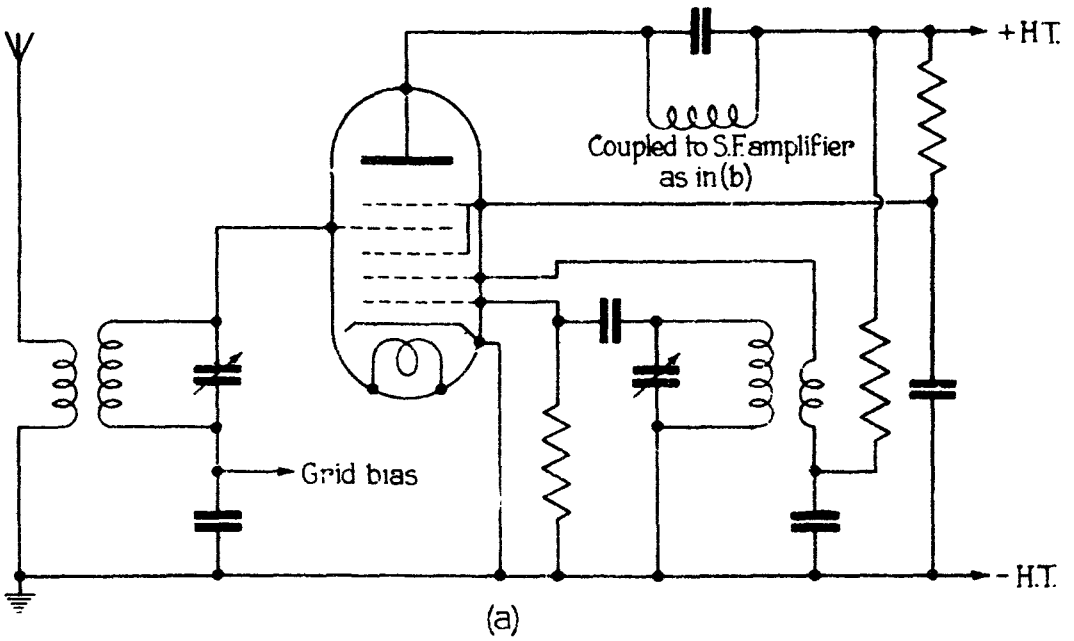 + H.T.
Coupled to S.F. amplifier
as in (b)
Grid bias
- H.T.
(a)